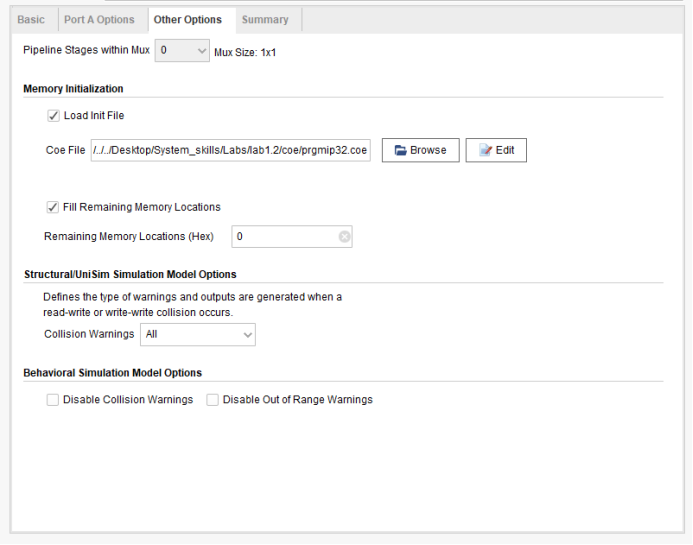 Basic Port A Options Other Options Summary
Pipeline Stages within Mux 0 Mux Size: 1x1
Memory Initialization
Load Init File
Coe File /../../Desktop/System_skills/Labs/lab1.2/coe/prgmip32.coe Browse Edit
Fill Remaining Memory Locations
Remaining Memory Locations (Hex) 0
Structural/UniSim Simulation Model Options
Defines the type of warnings and outputs are generated when a
read-write or write-write collision occurs.
Collision Warnings All
Behavioral Simulation Model Options
Disable Collision Warnings Disable Out of Range Warnings